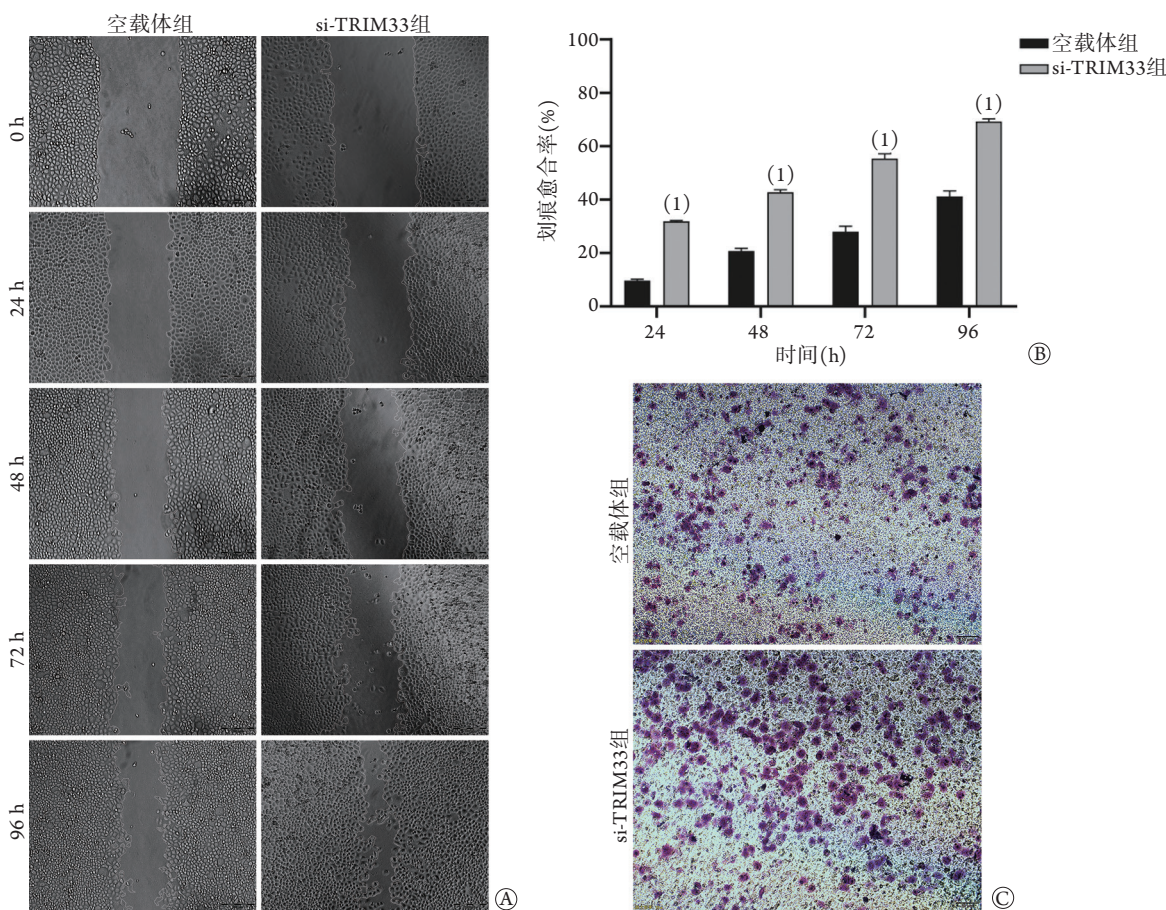 空载体组
si-TRIM33组
0 h
24 h
48 h
72 h
96 h
Ⓐ
100
80
60
40
20
0
划痕愈合率(%)
空载体组
si-TRIM33组
(1)
(1)
(1)
(1)
24
48
72
96
时间(h)
Ⓑ
空载体组
si-TRIM33组
Ⓒ